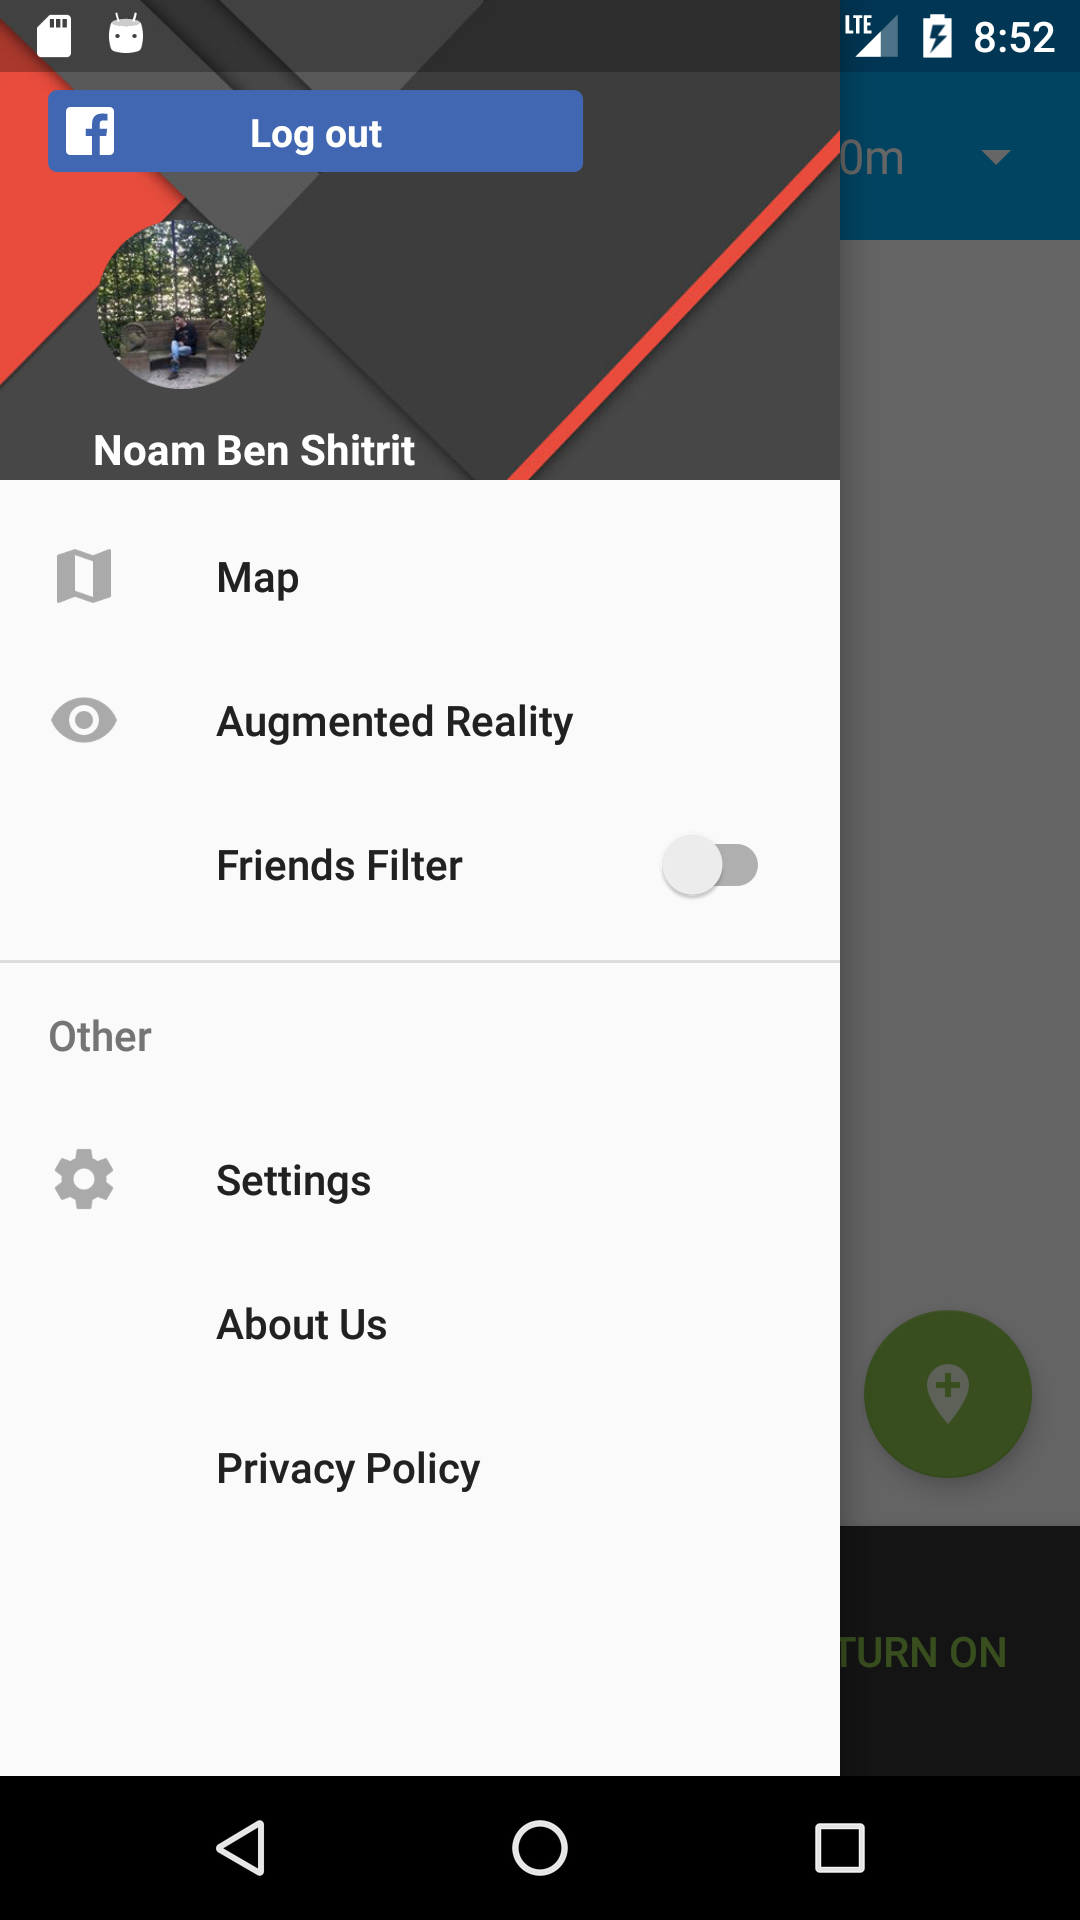 LTE 8:52
Log out
0m
Noam Ben Shitrit
Map
Augmented Reality
Friends Filter
Other
Settings
About Us
Privacy Policy
TURN ON